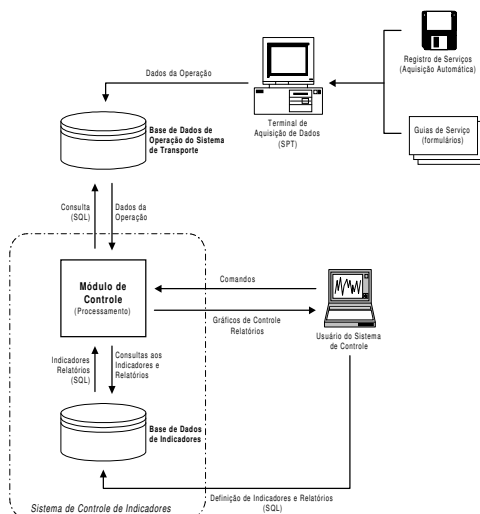 Registro de Serviços
(Aquisição Automática)
Dados da Operação
Terminal de
Aquisição de Dados
(SPT)
Guias de Serviço
(formulários)
Base de Dados de
Operação do Sistema
de Transporte
Consulta
(SQL)
Dados da
Operação
Módulo de
Controle
(Processamento)
Comandos
Gráficos de Controle
Relatórios
Usuário do Sistema
de Controle
Indicadores
Relatórios
(SQL)
Consultas aos
Indicadores e
Relatórios
Base de Dados
de Indicadores
Definição de Indicadores e Relatórios
(SQL)
Sistema de Controle de Indicadores